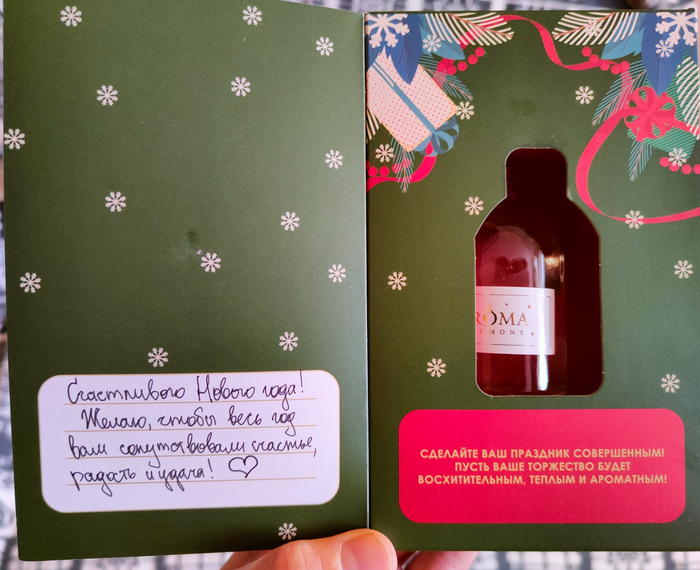 Счастливого Нового года!
Желаю, чтобы весь год
вам сопутствовали счастье,
радость и удача!
ROMA
IMONY
СДЕЛАЙТЕ ВАШ ПРАЗДНИК СОВЕРШЕННЫМ!
ПУСТЬ ВАШЕ ТОРЖЕСТВО БУДЕТ
ВОСХИТИТЕЛЬНЫМ, ТЕПЛЫМ И АРОМАТНЫМ!